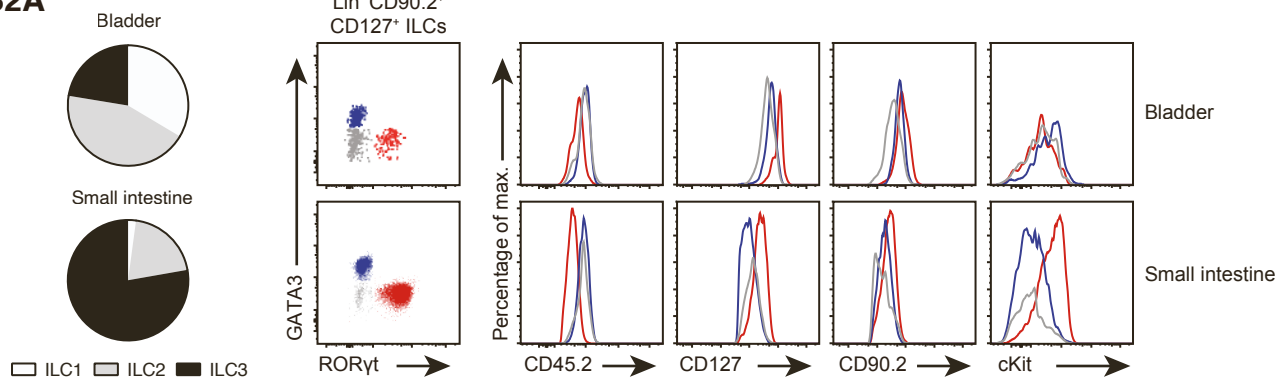 Bladder
Small intestine
ILC1 ILC2 ILC3
CD90.2⁺
CD127⁺ ILCs
GATA3
RORγt
Percentage of max.
CD45.2
CD127
CD90.2
cKit
Bladder
Small intestine